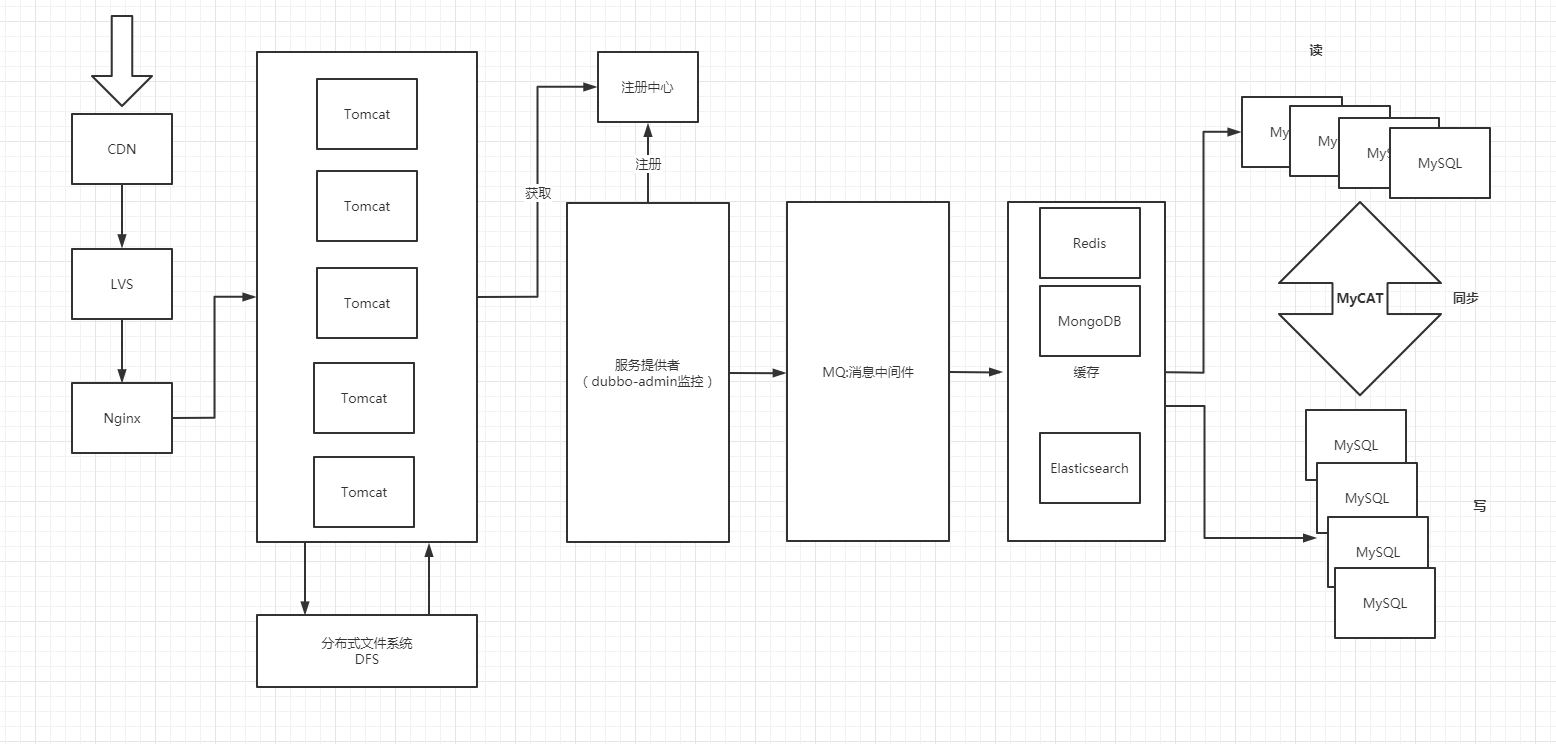 CDN
LVS
Nginx
Tomcat
Tomcat
Tomcat
Tomcat
Tomcat
分布式文件系统
DFS
获取
注册中心
注册
服务提供者
（dubbo-admin监控）
MQ:消息中间件
Redis
MongoDB
缓存
Elasticsearch
读
My
My
MyS
MySQL
MyCAT
同步
MySQL
MySQL
MySQL
MySQL
写